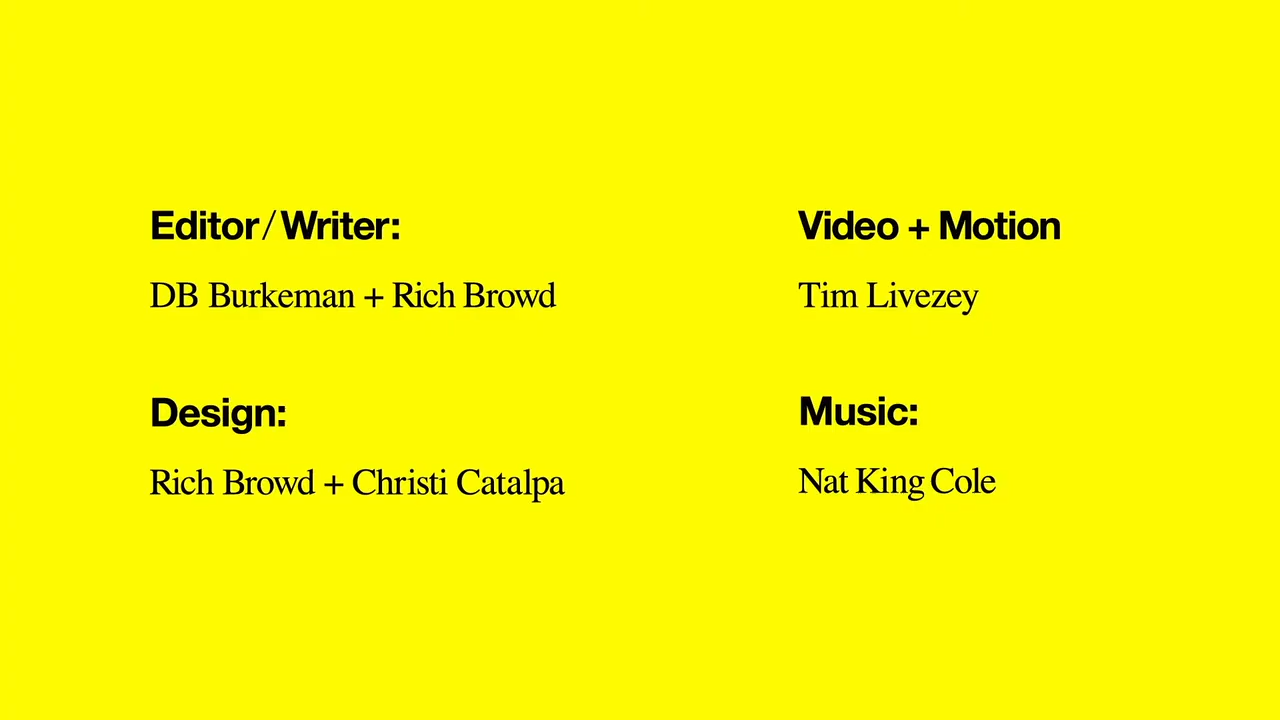 Editor/Writer:
DB Burkeman + Rich Browd
Design:
Rich Browd + Christi Catalpa
Video + Motion
Tim Livezey
Music:
Nat King Cole